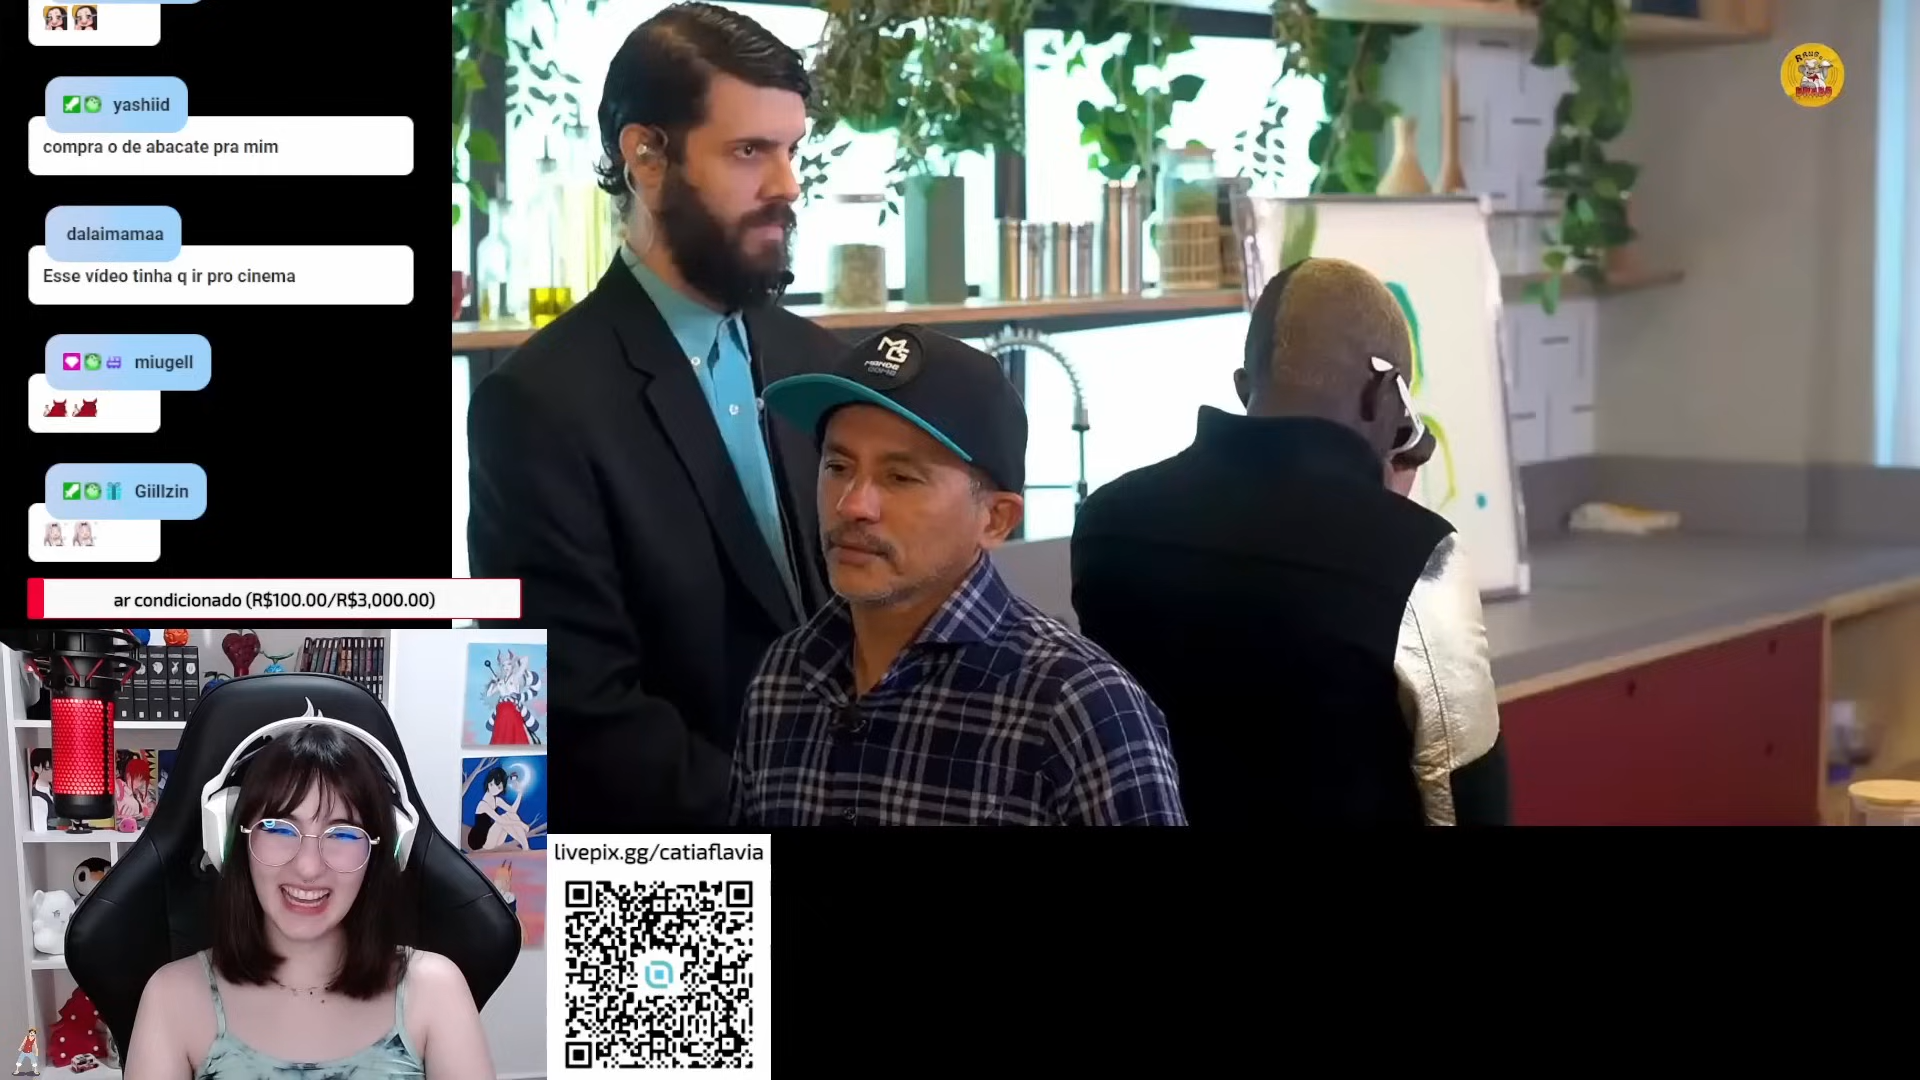 yashiid
compra o de abacate pra mim
dalaimamaa
Esse vídeo tinha q ir pro cinema
miugell
Giillzin
ar condicionado (R$100.00/R$3,000.00)
livepix.gg/catiaflavia
MG